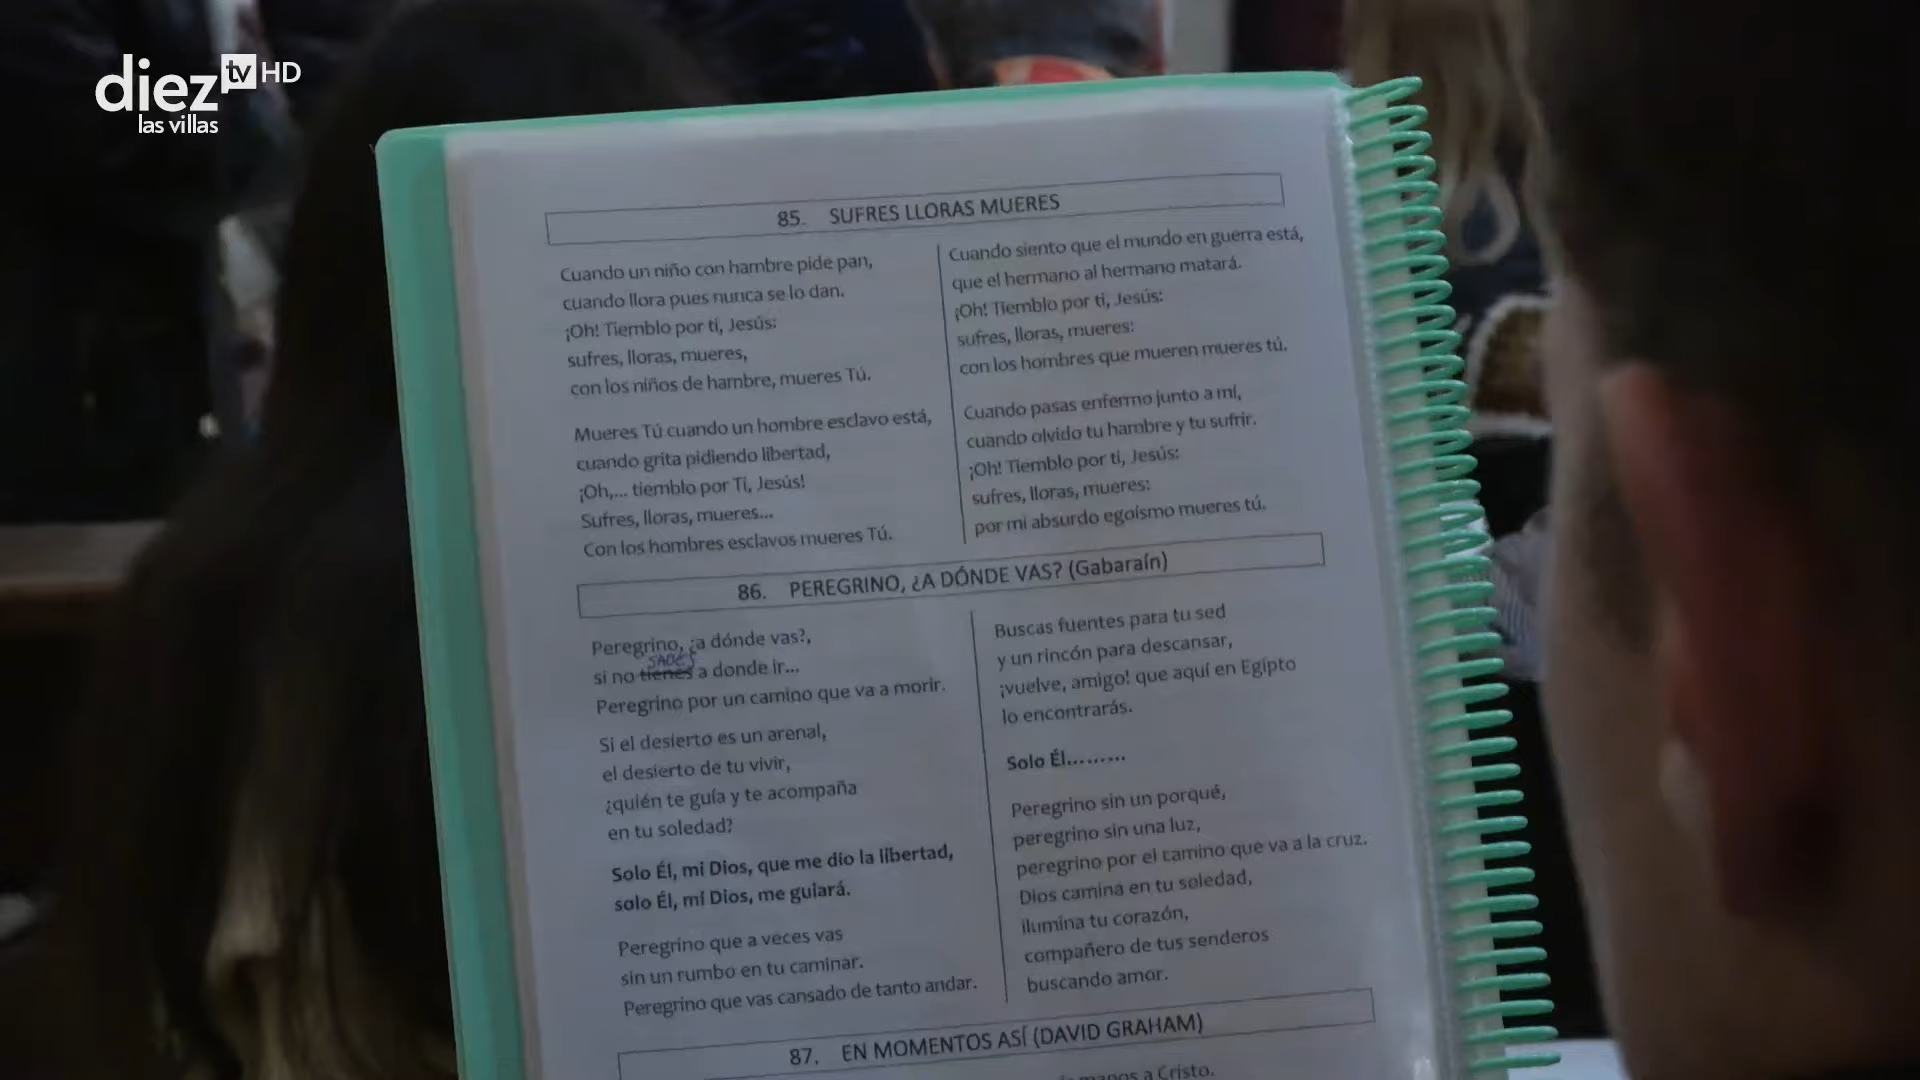 diez tv HD
las villas
85. SUFRES LLORAS MUERES
Cuando un niño con hambre pide pan,
cuando llora pues nunca se lo dan.
¡Oh! Tiemblo por ti, Jesús:
sufres, lloras, mueres,
con los niños de hambre, mueres Tú.
Mueres Tú cuando un hombre esclavo está,
cuando grita pidiendo libertad,
¡Oh,... tiemblo por Ti, Jesús!
Sufres, lloras, mueres...
Con los hombres esclavos mueres Tú.
Cuando siento que el mundo en guerra está,
que el hermano al hermano matará.
¡Oh! Tiemblo por ti, Jesús:
sufres, lloras, mueres:
con los hombres que mueren mueres tú.
Cuando pasas enfermo junto a mí,
cuando olvido tu hambre y tu sufrir.
¡Oh! Tiemblo por ti, Jesús:
sufres, lloras, mueres:
por mi absurdo egoísmo mueres tú.
86. PEREGRINO, ¿A DÓNDE VAS? (Gabaraín)
Peregrino, ¿a dónde vas?,
SABES
si no tienes a donde ir...
Peregrino por un camino que va a morir.
Si el desierto es un arenal,
el desierto de tu vivir,
¿quién te guía y te acompaña
en tu soledad?
Solo Él, mi Dios, que me dio la libertad,
solo Él, mi Dios, me guiará.
Peregrino que a veces vas
sin un rumbo en tu caminar.
Peregrino que vas cansado de tanto andar.
Buscas fuentes para tu sed
y un rincón para descansar,
¡vuelve, amigo! que aquí en Egipto
lo encontrarás.
Solo Él.........
Peregrino sin un porqué,
peregrino sin una luz,
peregrino por el camino que va a la cruz.
Dios camina en tu soledad,
ilumina tu corazón,
compañero de tus senderos
buscando amor.
87. EN MOMENTOS ASÍ (DAVID GRAHAM)
manos a Cristo.